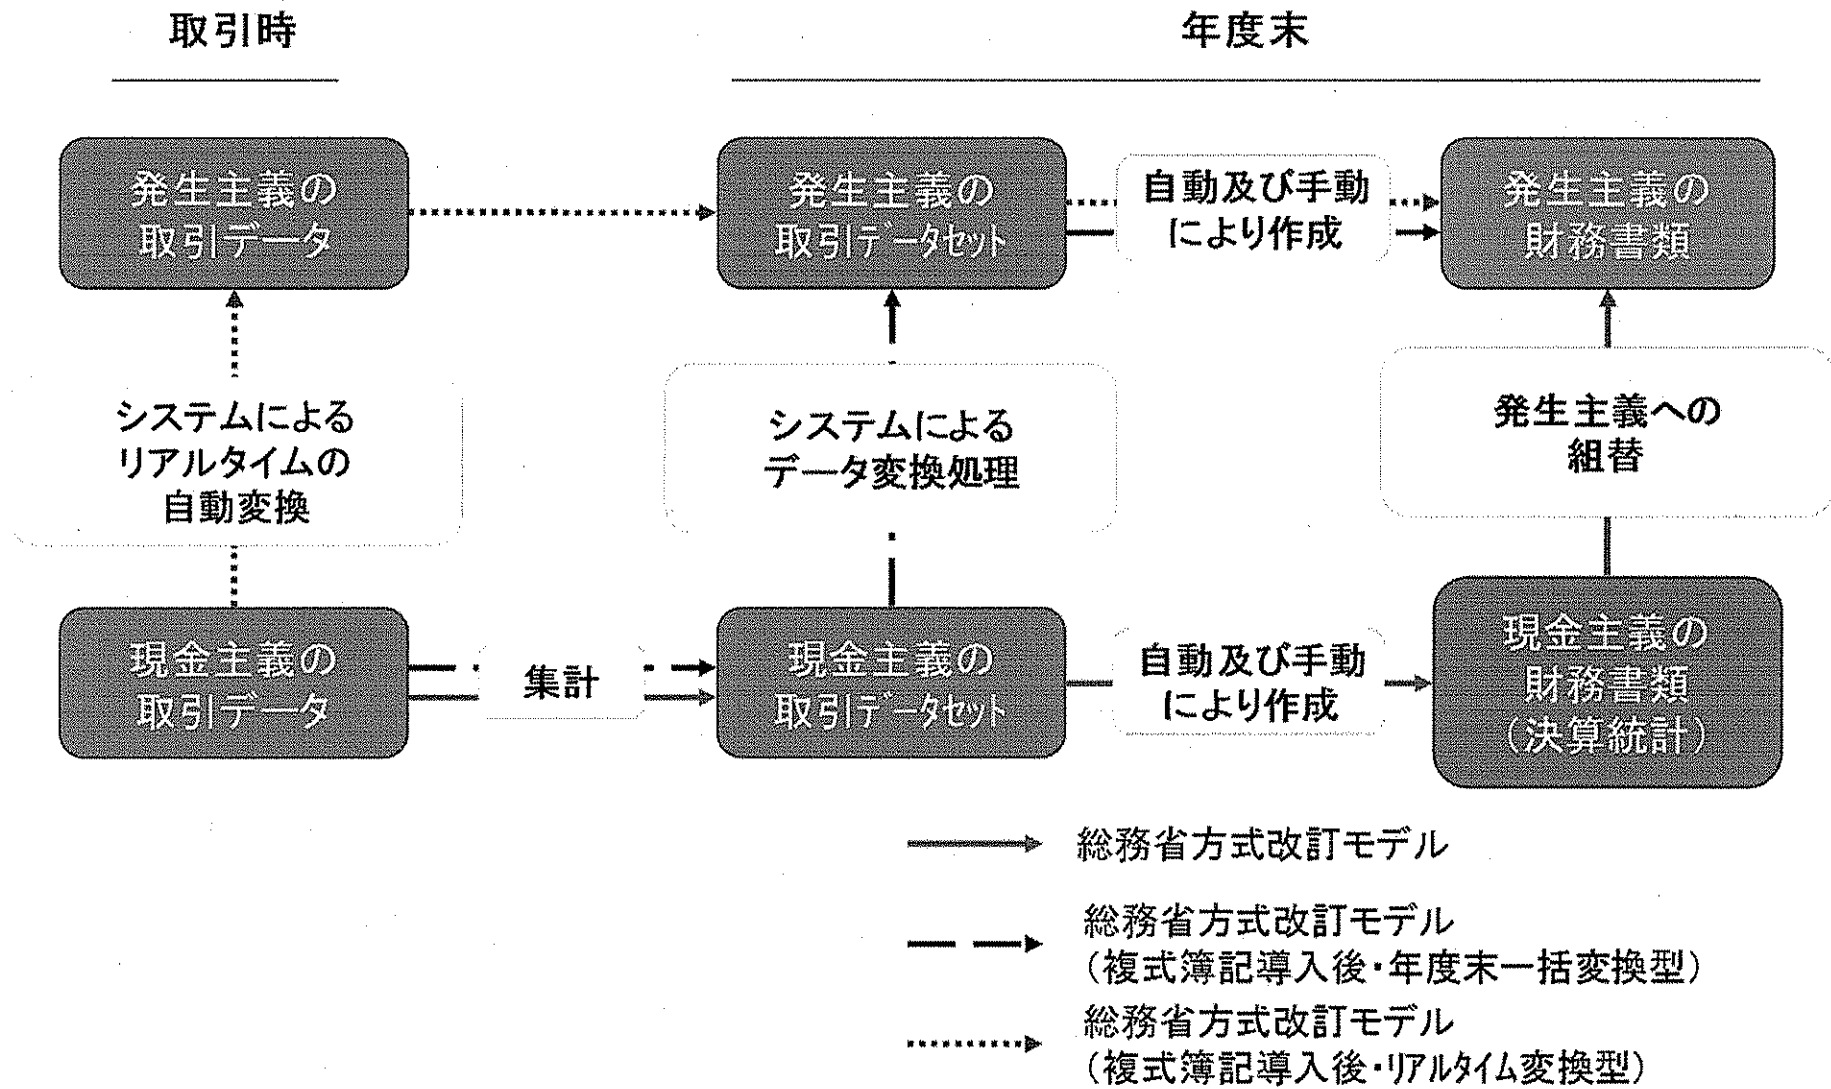 取引時
年度末
発生主義の
取引データ
発生主義の
取引データセット
自動及び手動
により作成
発生主義の
財務書類
システムによる
リアルタイムの
自動変換
システムによる
データ変換処理
発生主義への
組替
現金主義の
取引データ
集計
現金主義の
取引データセット
自動及び手動
により作成
現金主義の
財務書類
(決算統計)
総務省方式改訂モデル
総務省方式改訂モデル
(複式簿記導入後・年度末一括変換型)
総務省方式改訂モデル
(複式簿記導入後・リアルタイム変換型)